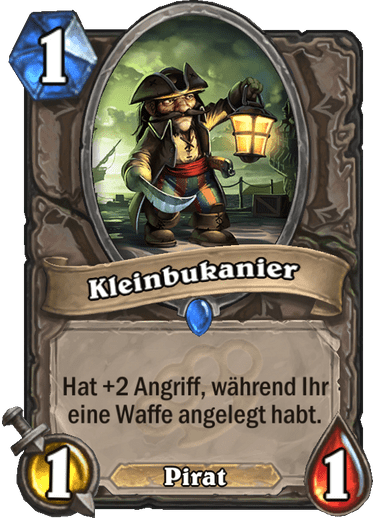 1
Kleinbukanier
Hat +2 Angriff, während Ihr
eine Waffe angelegt habt.
1
Pirat
1